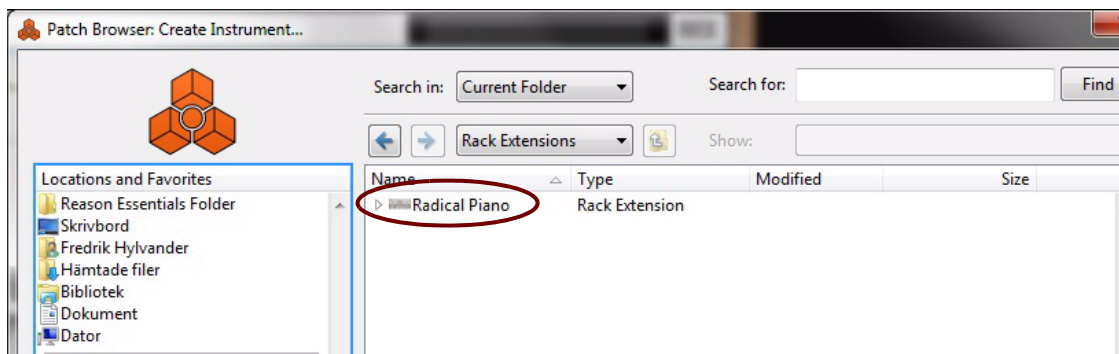 Patch Browser: Create Instrument...
Search in: Current Folder Search for: Find
Rack Extensions Show:
Locations and Favorites Name Type Modified Size
Reason Essentials Folder Radical Piano Rack Extension
Skrivbord
Fredrik Hylvander
Hämtade filer
Bibliotek
Dokument
Dator